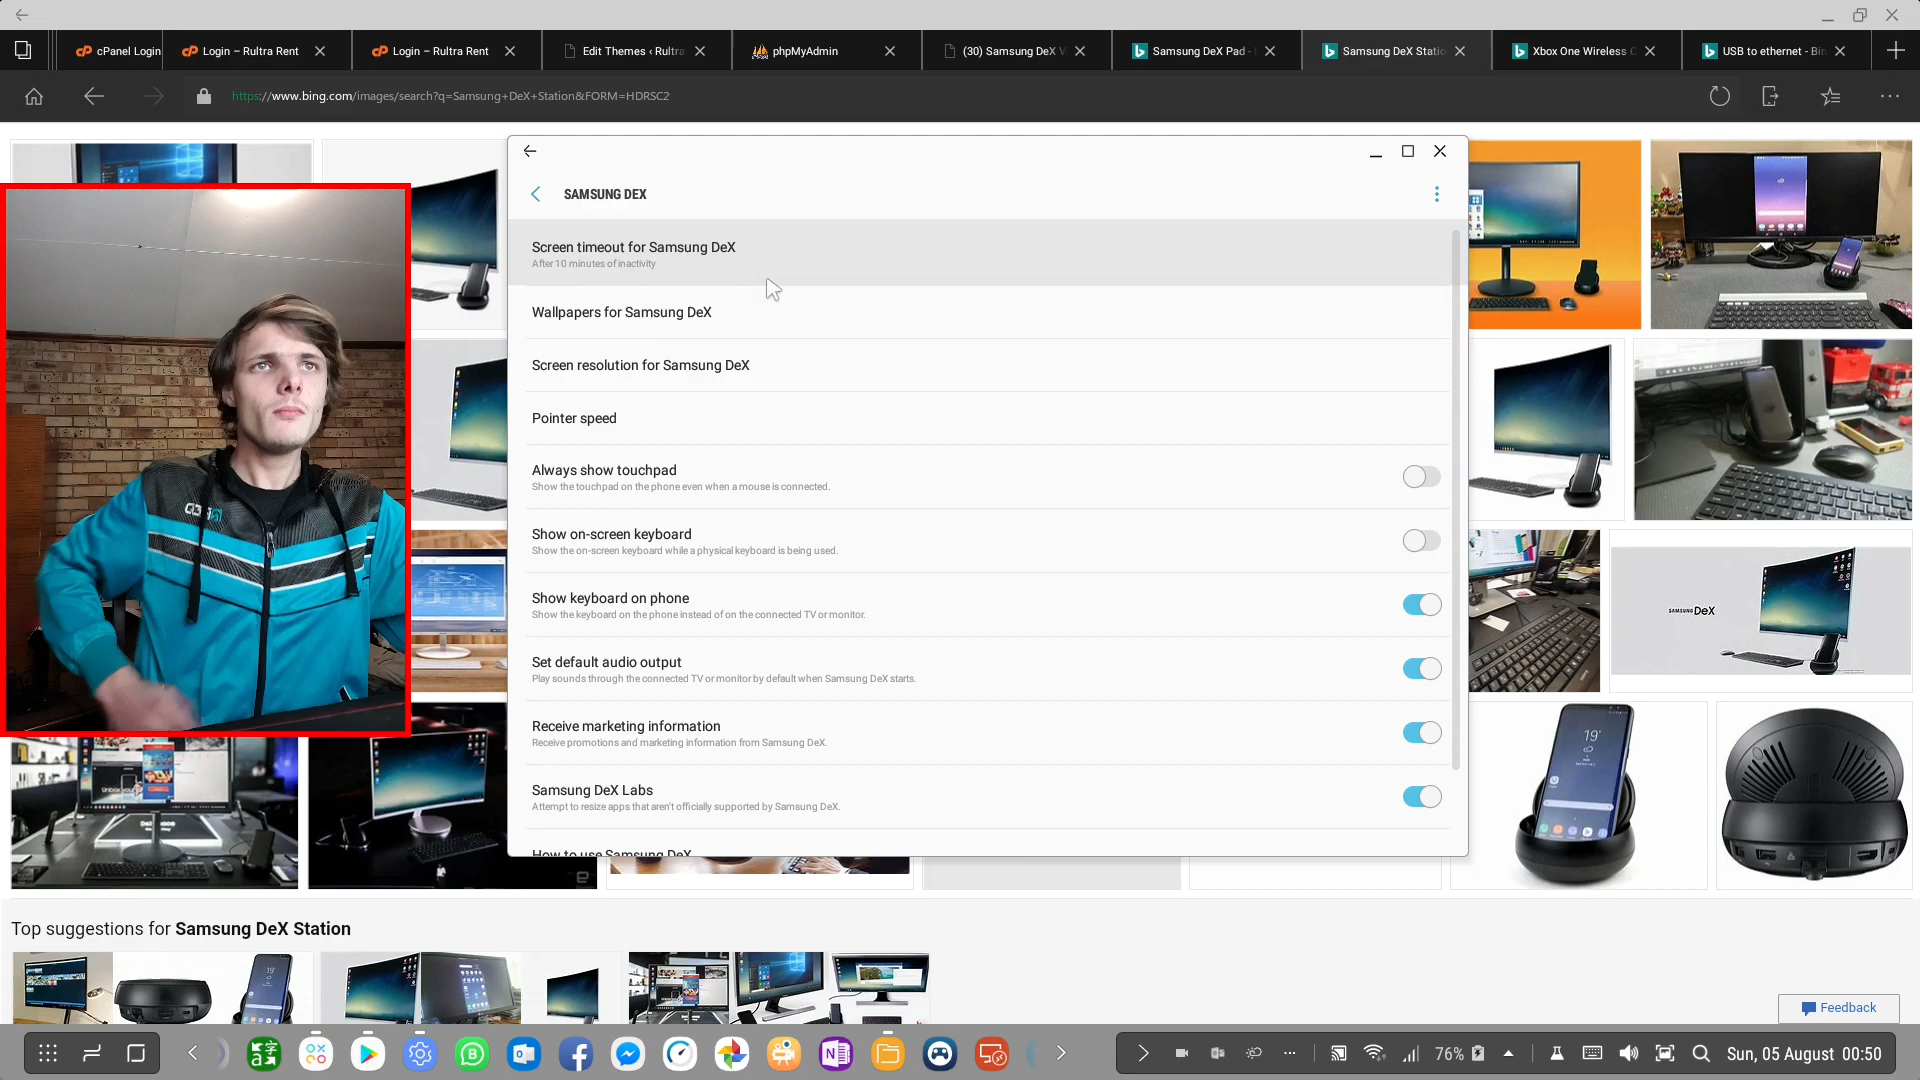 cPanel Login
Login – Rultra Rent
Login – Rultra Rent
Edit Themes ‹ Rultra
phpMyAdmin
(30) Samsung DeX V
Samsung DeX Pad -
Samsung DeX Statio
Xbox One Wireless C
USB to ethernet - Bin
https://www.bing.com/images/search?q=Samsung+DeX+Station&FORM=HDRSC2
SAMSUNG DEX
Screen timeout for Samsung DeX
After 10 minutes of inactivity
Wallpapers for Samsung DeX
Screen resolution for Samsung DeX
Pointer speed
Always show touchpad
Show the touchpad on the phone even when a mouse is connected.
Show on-screen keyboard
Show the on-screen keyboard while a physical keyboard is being used.
Show keyboard on phone
Show the keyboard on the phone instead of on the connected TV or monitor.
Set default audio output
Play sounds through the connected TV or monitor by default when Samsung DeX starts.
Receive marketing information
Receive promotions and marketing information from Samsung DeX.
Samsung DeX Labs
Attempt to resize apps that aren't officially supported by Samsung DeX.
How to use Samsung DeX
SAMSUNG DeX
Top suggestions for Samsung DeX Station
Feedback
76%
Sun, 05 August 00:50